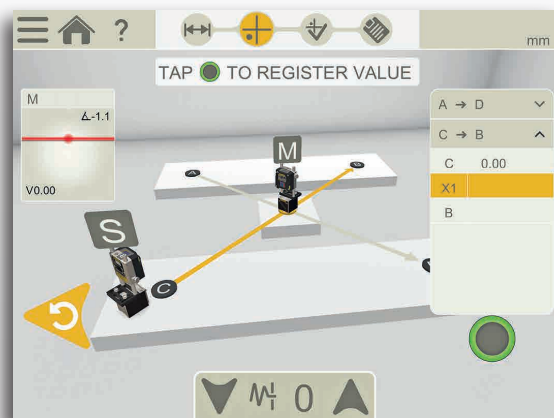 ?
mm
TAP TO REGISTER VALUE
M
∡-1.1
V0.00
A → D
C → B
C 0.00
X1
B
M
A
B
S
C
0